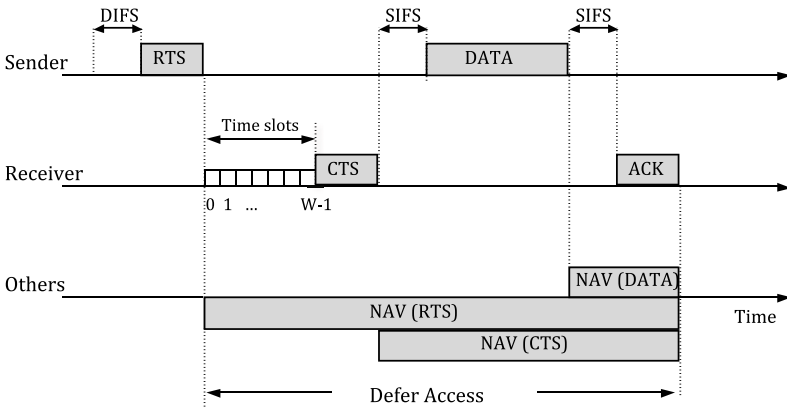 DIFS
SIFS
SIFS
Sender
RTS
DATA
Time slots
Receiver
CTS
ACK
0 1 ... W-1
Others
NAV (DATA)
NAV (RTS)
Time
NAV (CTS)
Defer Access